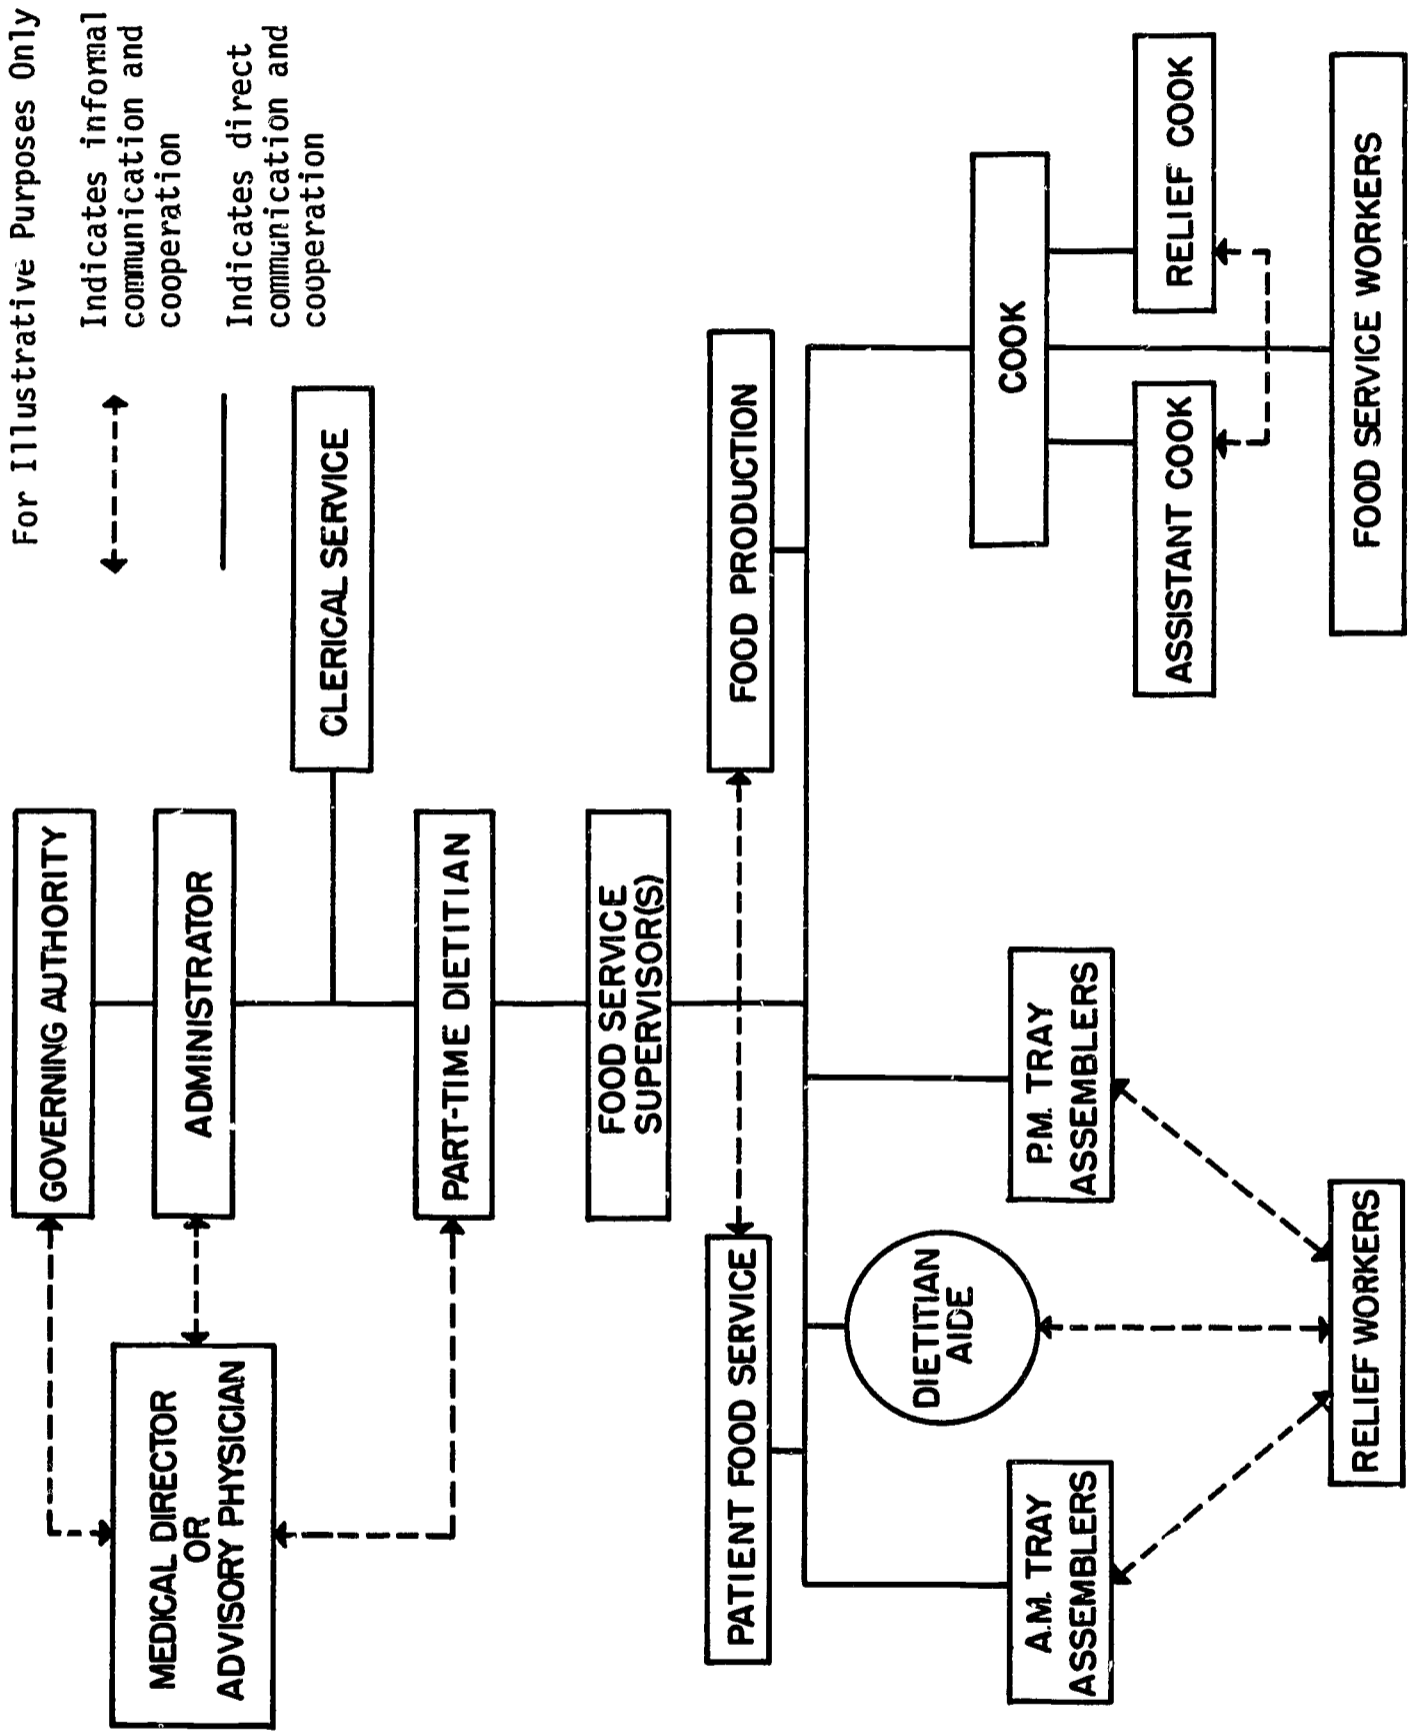 For Illustrative Purposes Only
Indicates informal
communication and
cooperation
Indicates direct
communication and
cooperation
GOVERNING AUTHORITY
MEDICAL DIRECTOR
OR
ADVISORY PHYSICIAN
ADMINISTRATOR
CLERICAL SERVICE
PART-TIME DIETITIAN
FOOD SERVICE
SUPERVISOR(S)
PATIENT FOOD SERVICE
FOOD PRODUCTION
DIETITIAN
AIDE
A.M. TRAY
ASSEMBLERS
P.M. TRAY
ASSEMBLERS
COOK
ASSISTANT COOK
RELIEF COOK
RELIEF WORKERS
FOOD SERVICE WORKERS